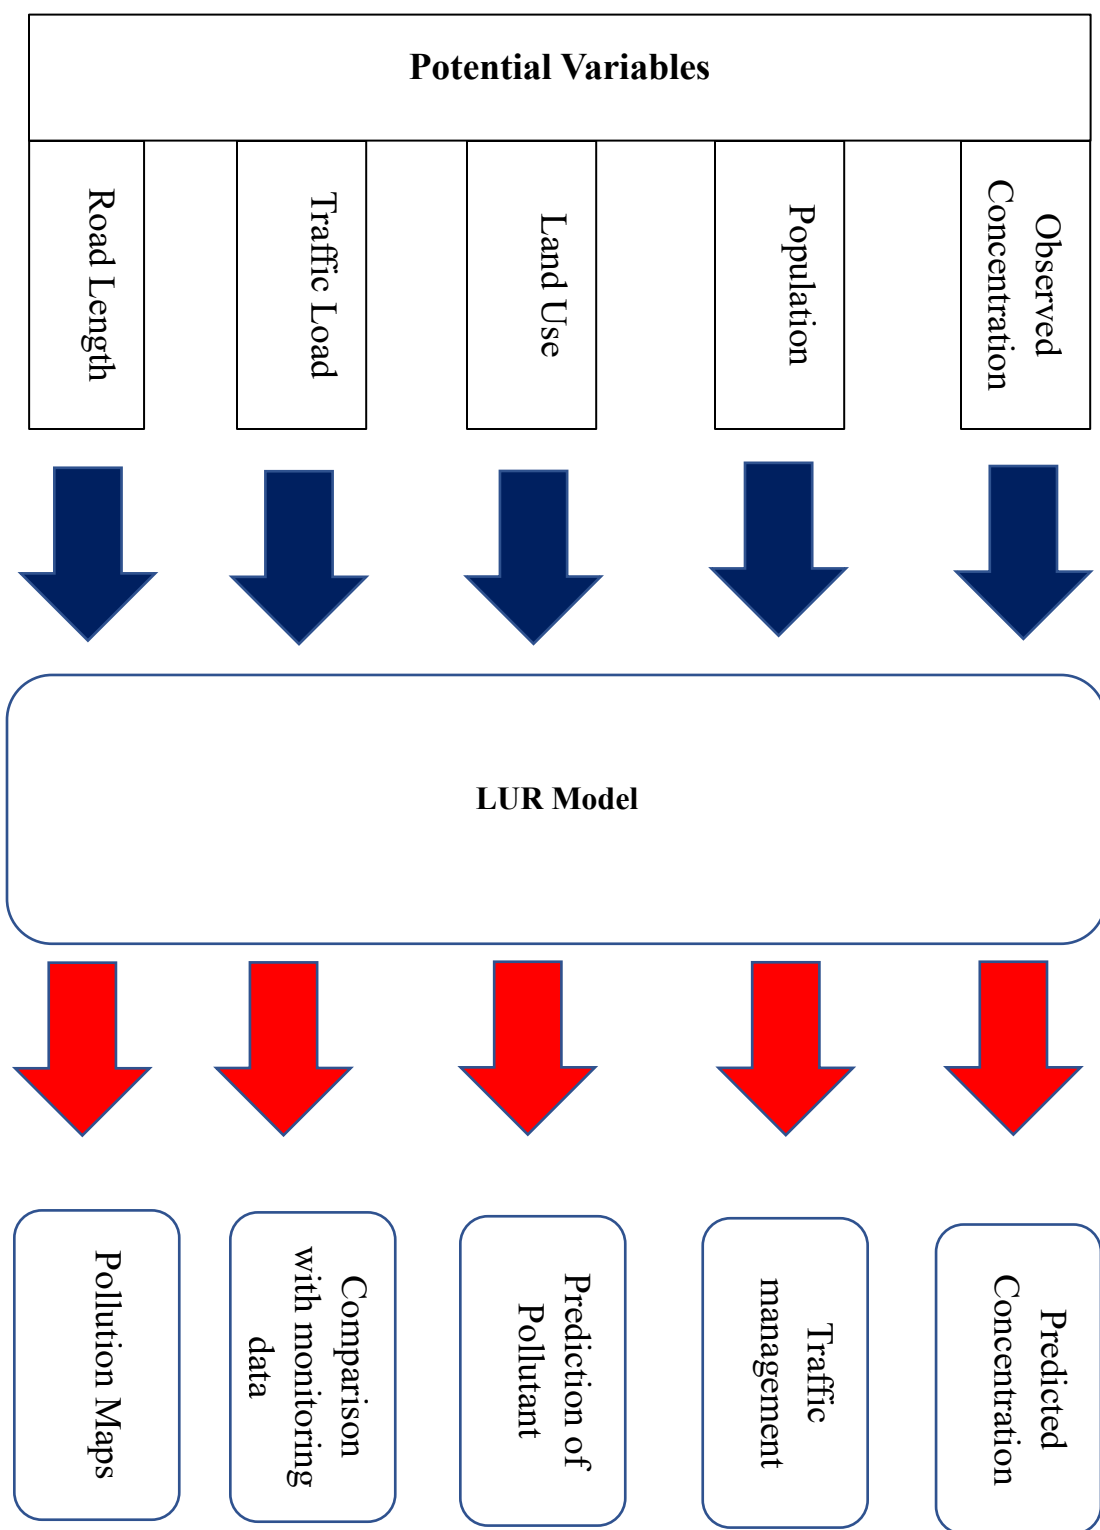 Potential Variables
Road Length
Traffic Load
Land Use
Population
Observed
Concentration
LUR Model
Pollution Maps
Comparison
with monitoring
data
Prediction of
Pollutant
Traffic
management
Predicted
Concentration